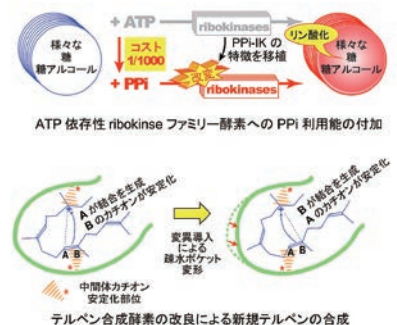 様々な
糖
糖アルコール
+ ATP
ribokinases
コスト
1/1000
PPi-IK の
特徴を移植
リン酸化
+ PPi
改変
ribokinases
様々な
糖
糖アルコール
ATP 依存性 ribokinse ファミリー酵素への PPi 利用能の付加
Aが結合を生成
Bのカチオンが安定化
A B
中間体カチオン
安定化部位
変異導入
による
疎水ポケット
変形
Bが結合を生成
Aのカチオンが安定化
A B
テルペン合成酵素の改良による新規テルペンの合成